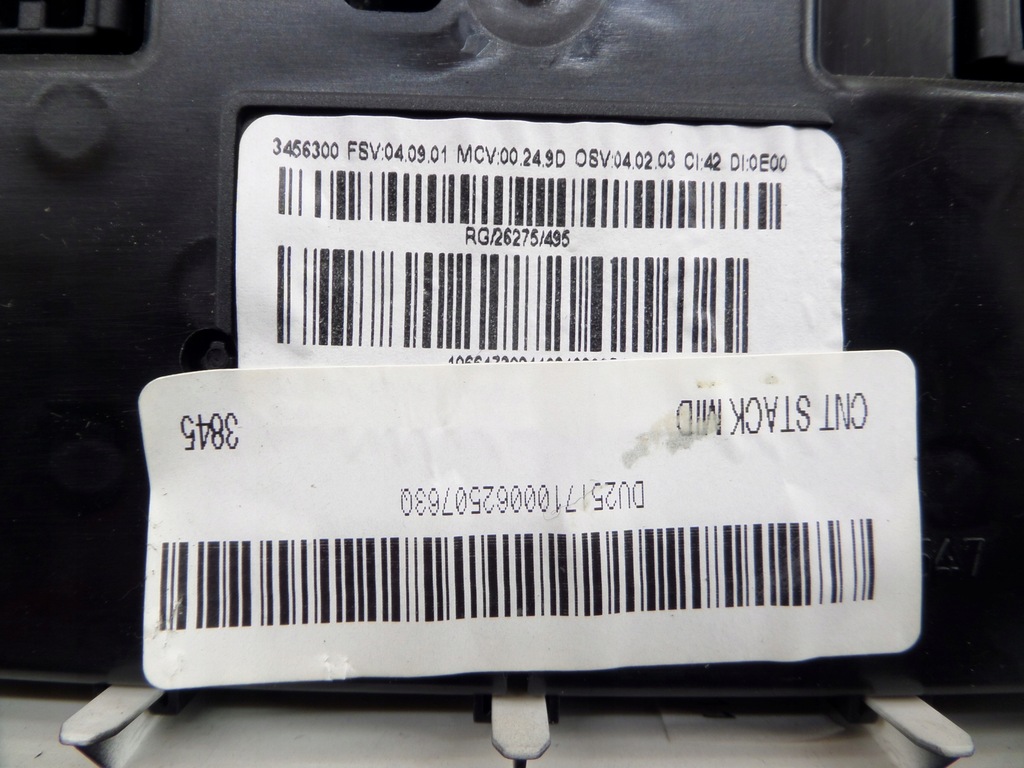 3456300 FSV:04.09.01 MCV:00.24.9D OSV:04.02.03 CI:42 DI:0E00
RG/26275/495
CNT STACK MID
3845
DU2517100062507630